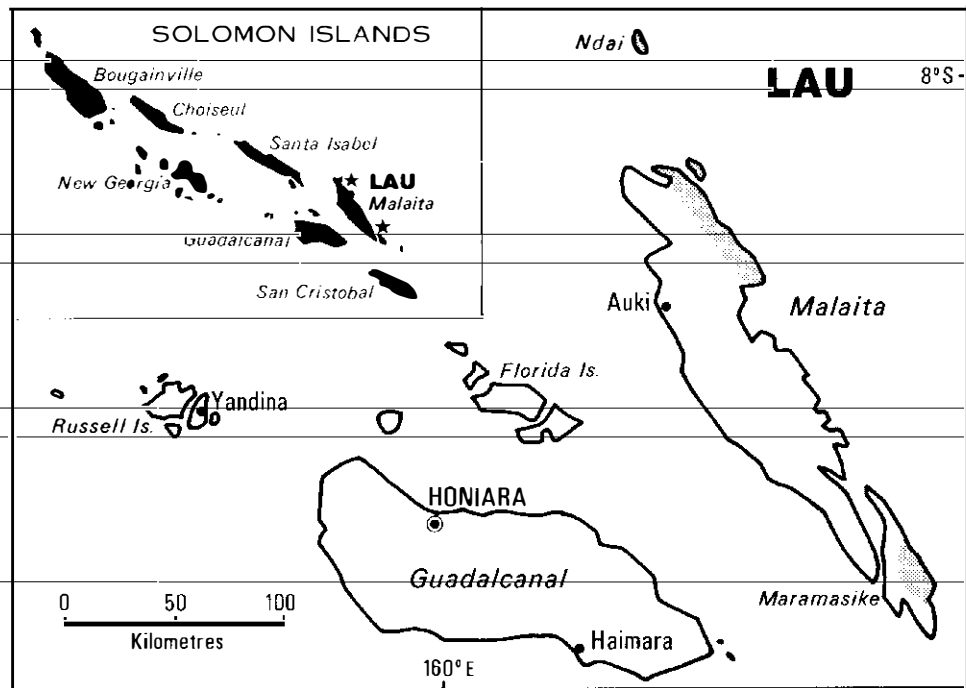 SOLOMON ISLANDS
Bougainville
Choiseul
Santa Isabel
New Georgia
LAU
Malaita
Guadalcanal
San Cristobal
Ndai
LAU
8°S
Auki
Malaita
Florida Is.
Yandina
Russell Is.
HONIARA
Guadalcanal
Maramasike
0 50 100
Kilometres
Haimara
160°E